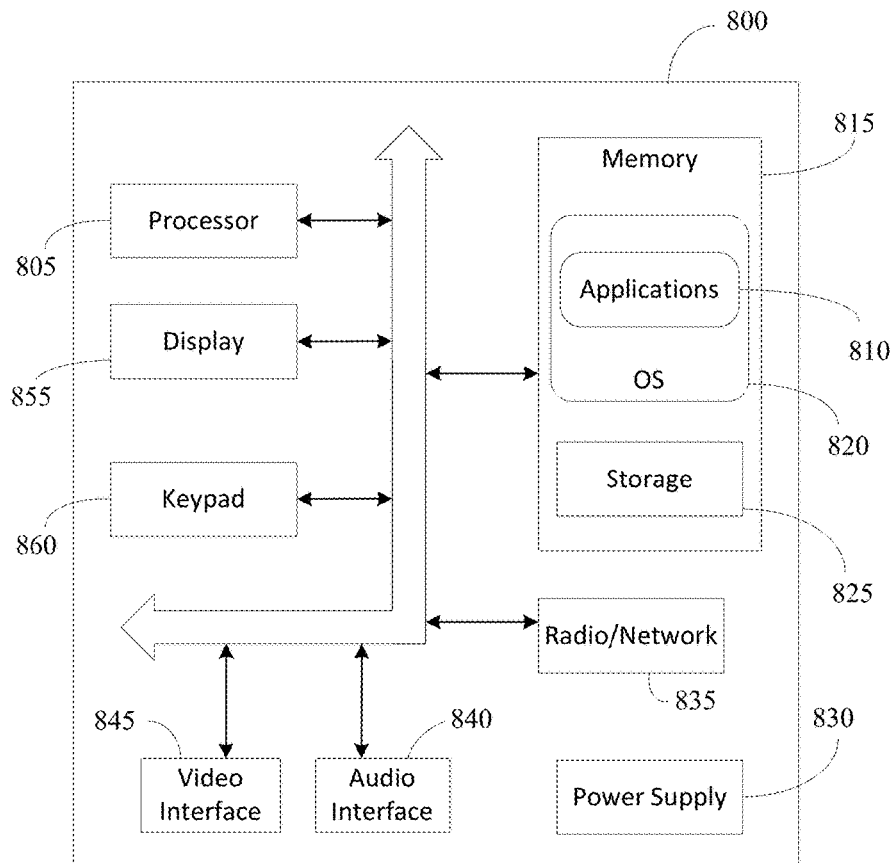 800
815
Memory
Processor
805
Applications
810
Display
855
OS
820
Storage
825
Keypad
860
Radio/Network
835
845
840
830
Video
Interface
Audio
Interface
Power Supply